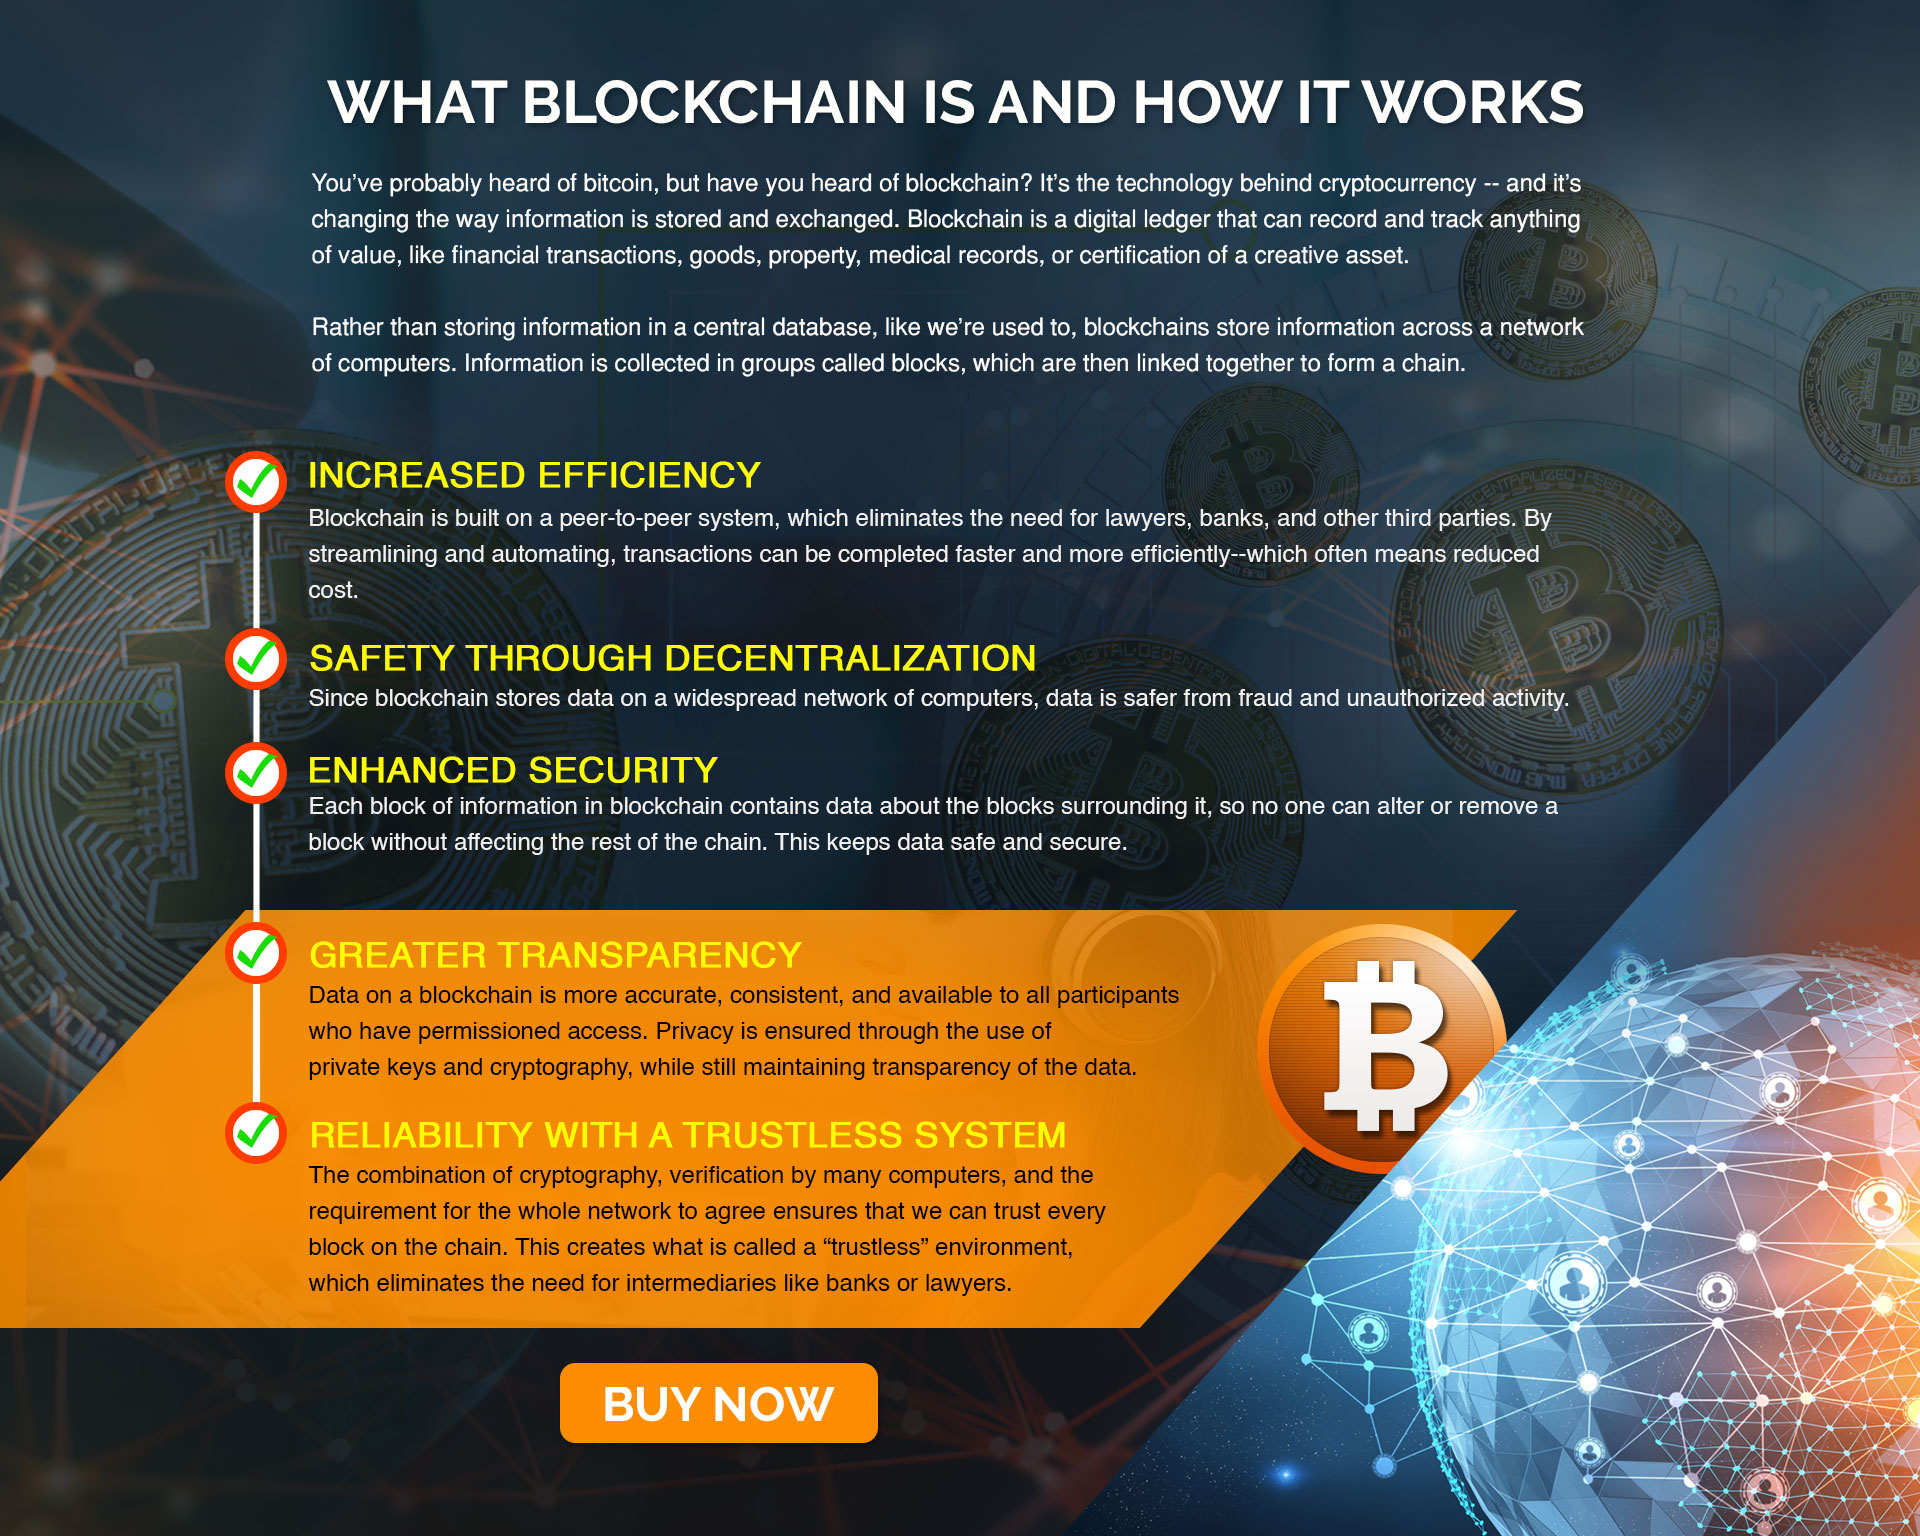 WHAT BLOCKCHAIN IS AND HOW IT WORKS
You’ve probably heard of bitcoin, but have you heard of blockchain? It’s the technology behind cryptocurrency -- and it’s
changing the way information is stored and exchanged. Blockchain is a digital ledger that can record and track anything
of value, like financial transactions, goods, property, medical records, or certification of a creative asset.
Rather than storing information in a central database, like we’re used to, blockchains store information across a network
of computers. Information is collected in groups called blocks, which are then linked together to form a chain.
INCREASED EFFICIENCY
Blockchain is built on a peer-to-peer system, which eliminates the need for lawyers, banks, and other third parties. By
streamlining and automating, transactions can be completed faster and more efficiently--which often means reduced
cost.
SAFETY THROUGH DECENTRALIZATION
Since blockchain stores data on a widespread network of computers, data is safer from fraud and unauthorized activity.
ENHANCED SECURITY
Each block of information in blockchain contains data about the blocks surrounding it, so no one can alter or remove a
block without affecting the rest of the chain. This keeps data safe and secure.
GREATER TRANSPARENCY
Data on a blockchain is more accurate, consistent, and available to all participants
who have permissioned access. Privacy is ensured through the use of
private keys and cryptography, while still maintaining transparency of the data.
RELIABILITY WITH A TRUSTLESS SYSTEM
The combination of cryptography, verification by many computers, and the
requirement for the whole network to agree ensures that we can trust every
block on the chain. This creates what is called a “trustless” environment,
which eliminates the need for intermediaries like banks or lawyers.
BUY NOW